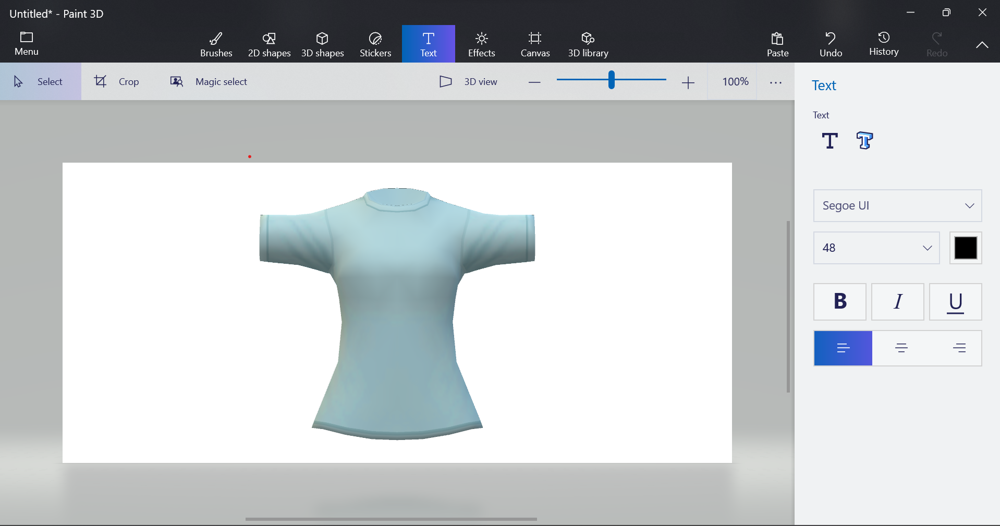 Untitled* - Paint 3D
Menu
Brushes
2D shapes
3D shapes
Stickers
Text
Effects
Canvas
3D library
Paste
Undo
History
Redo
Select
Crop
Magic select
3D view
100%
Text
Text
T
T
Segoe UI
48
B
I
U